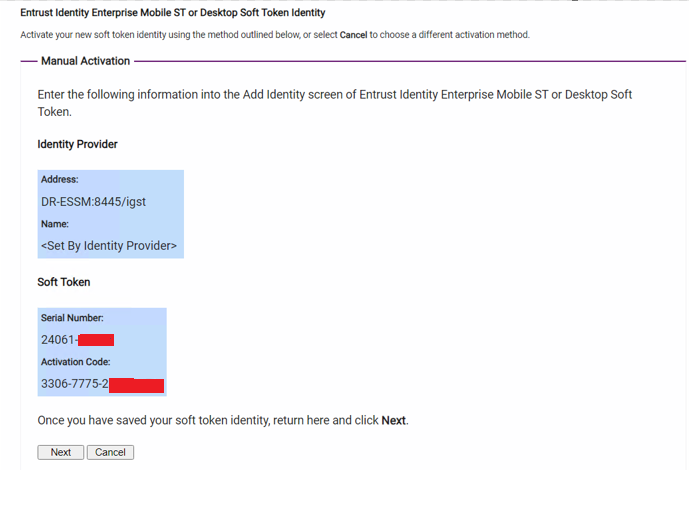 Entrust Identity Enterprise Mobile ST or Desktop Soft Token Identity
Activate your new soft token identity using the method outlined below, or select Cancel to choose a different activation method.
Manual Activation
Enter the following information into the Add Identity screen of Entrust Identity Enterprise Mobile ST or Desktop Soft
Token.
Identity Provider
Address:
DR-ESSM:8445/igst
Name:
<Set By Identity Provider>
Soft Token
Serial Number:
24061-
Activation Code:
3306-7775-2
Once you have saved your soft token identity, return here and click Next.
Next Cancel